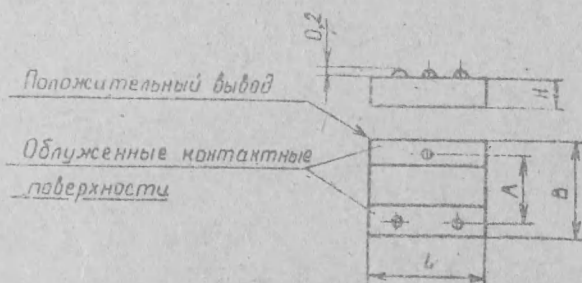 0,2
H
Положительный вывод
Облуженные контактные
поверхности
A
B
L